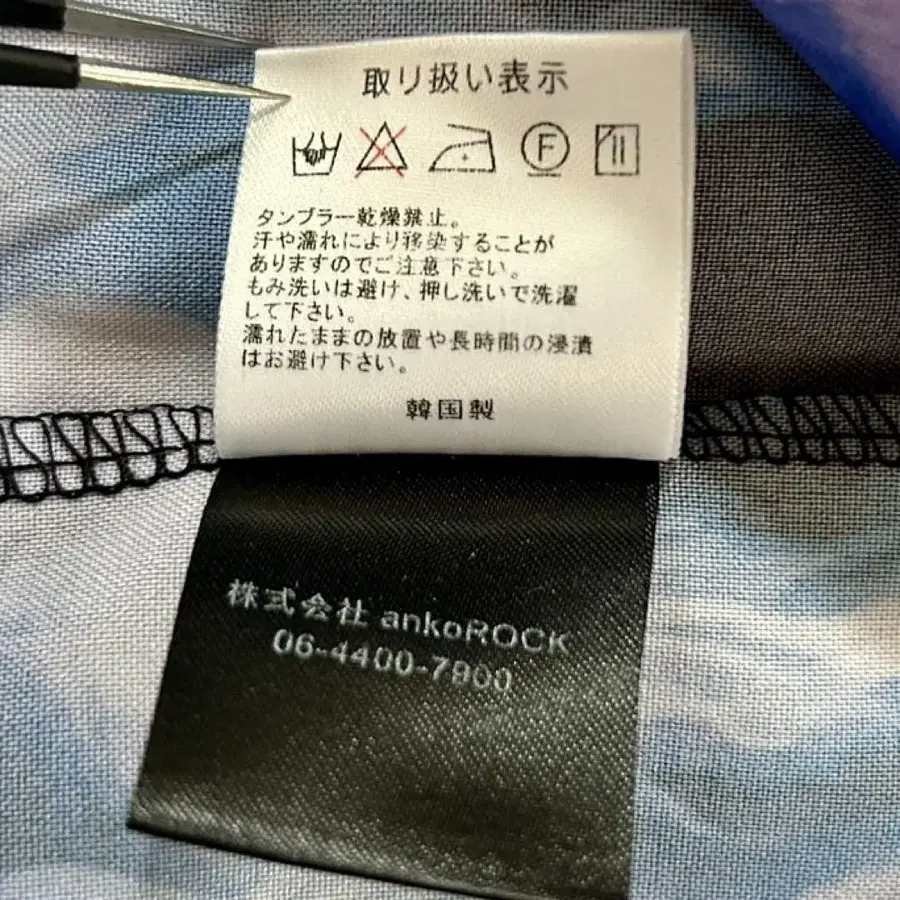 取り扱い表示
F
タンブラー乾燥禁止。
汗や濡れにより移染することが
ありますのでご注意下さい。
もみ洗いは避け、押し洗いで洗濯
して下さい。
濡れたままの放置や長時間の浸漬
はお避け下さい。
韓国製
株式会社 ankoROCK
06-4400-7900